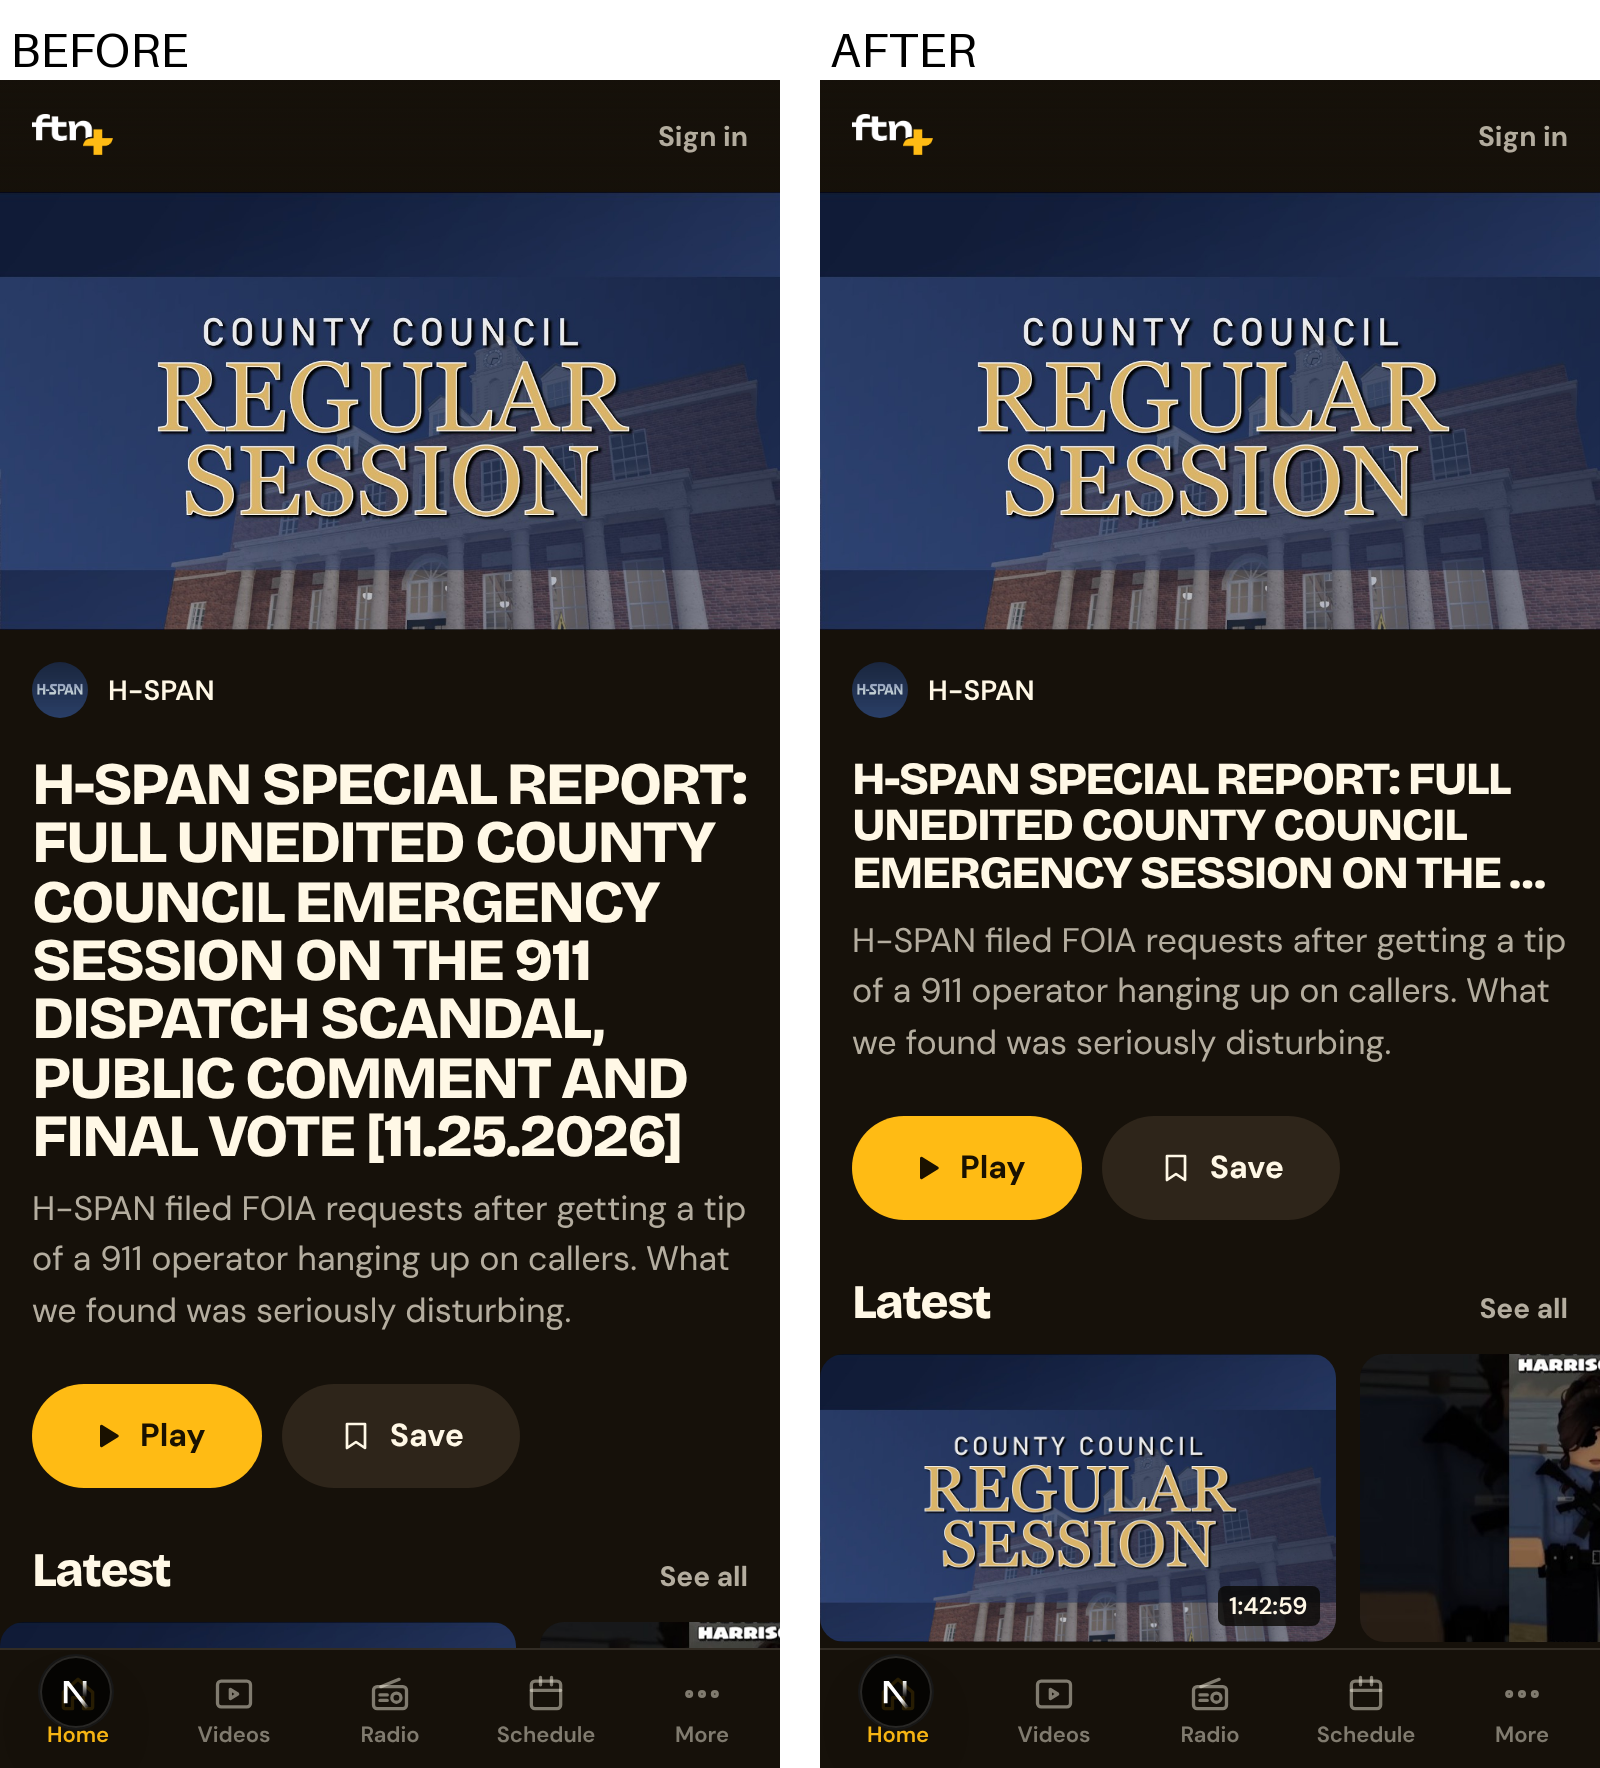 BEFORE
ftn+
Sign in
COUNTY COUNCIL
REGULAR
SESSION
H-SPAN
H-SPAN
H-SPAN SPECIAL REPORT:
FULL UNEDITED COUNTY
COUNCIL EMERGENCY
SESSION ON THE 911
DISPATCH SCANDAL,
PUBLIC COMMENT AND
FINAL VOTE [11.25.2026]
H-SPAN filed FOIA requests after getting a tip
of a 911 operator hanging up on callers. What
we found was seriously disturbing.
Play
Save
Latest
See all
N
Home
Videos
Radio
Schedule
More
AFTER
ftn+
Sign in
COUNTY COUNCIL
REGULAR
SESSION
H-SPAN
H-SPAN
H-SPAN SPECIAL REPORT: FULL
UNEDITED COUNTY COUNCIL
EMERGENCY SESSION ON THE ...
H-SPAN filed FOIA requests after getting a tip
of a 911 operator hanging up on callers. What
we found was seriously disturbing.
Play
Save
Latest
See all
COUNTY COUNCIL
REGULAR
SESSION
1:42:59
N
Home
Videos
Radio
Schedule
More